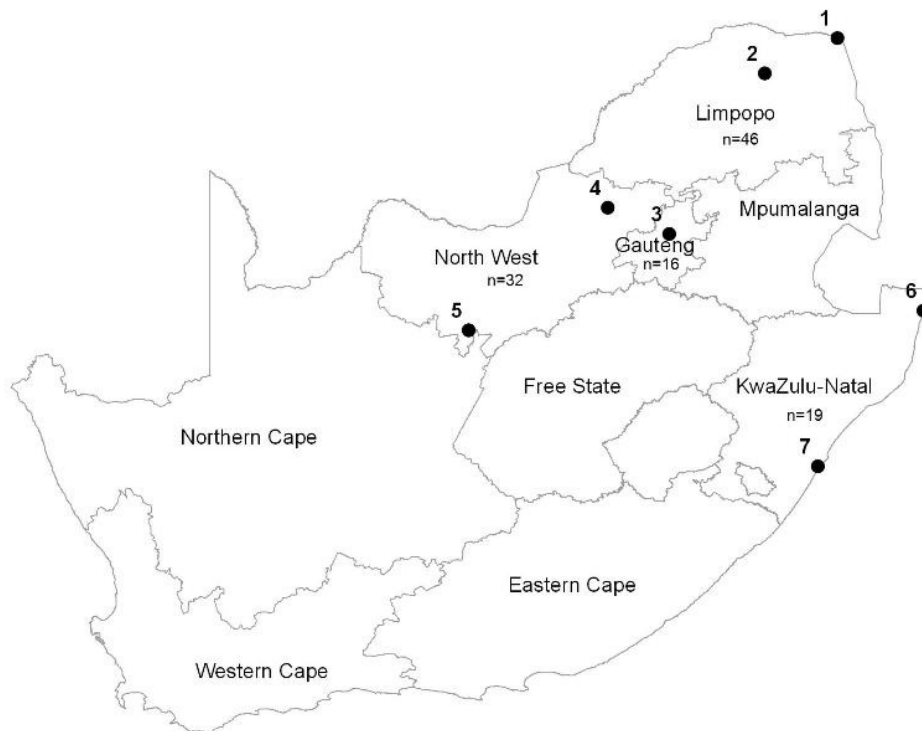 1
2
Limpopo
n=46
4
3
Mpumalanga
Gauteng
n=16
North West
n=32
6
5
Free State
KwaZulu-Natal
n=19
Northern Cape
7
Eastern Cape
Western Cape